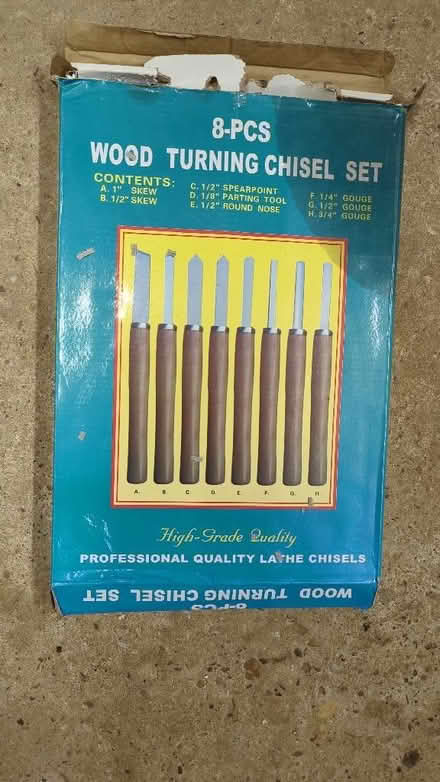 8-PCS
WOOD TURNING CHISEL SET
CONTENTS:
A. 1" SKEW
B. 1/2" SKEW
C. 1/2" SPEARPOINT
D. 1/8" PARTING TOOL
E. 1/2" ROUND NOSE
F. 1/4" GOUGE
G. 1/2" GOUGE
H. 3/4" GOUGE
A. B. C. D. E. F. G. H
High-Grade Quality
PROFESSIONAL QUALITY LATHE CHISELS
8-PCS
WOOD TURNING CHISEL SET